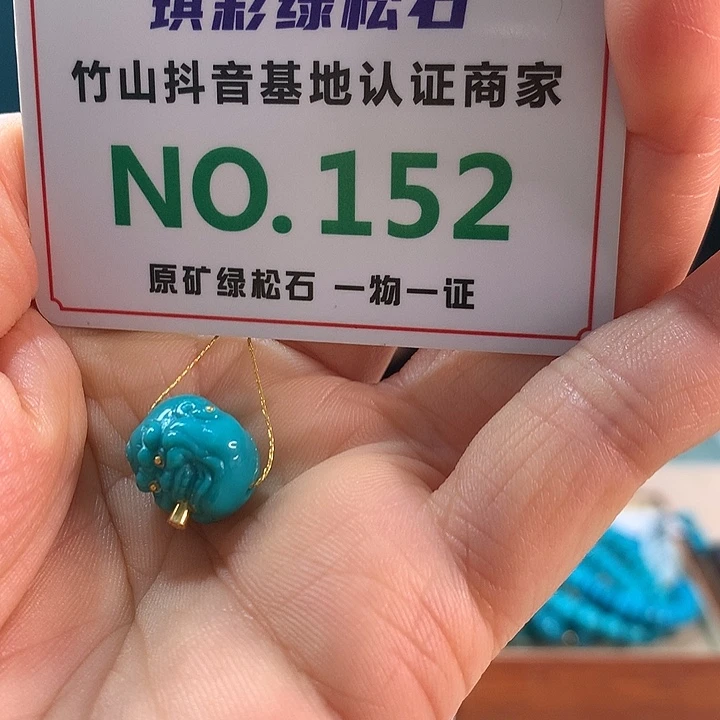 琪彩绿松石
竹山抖音基地认证商家
NO.152
原矿绿松石 一物一证